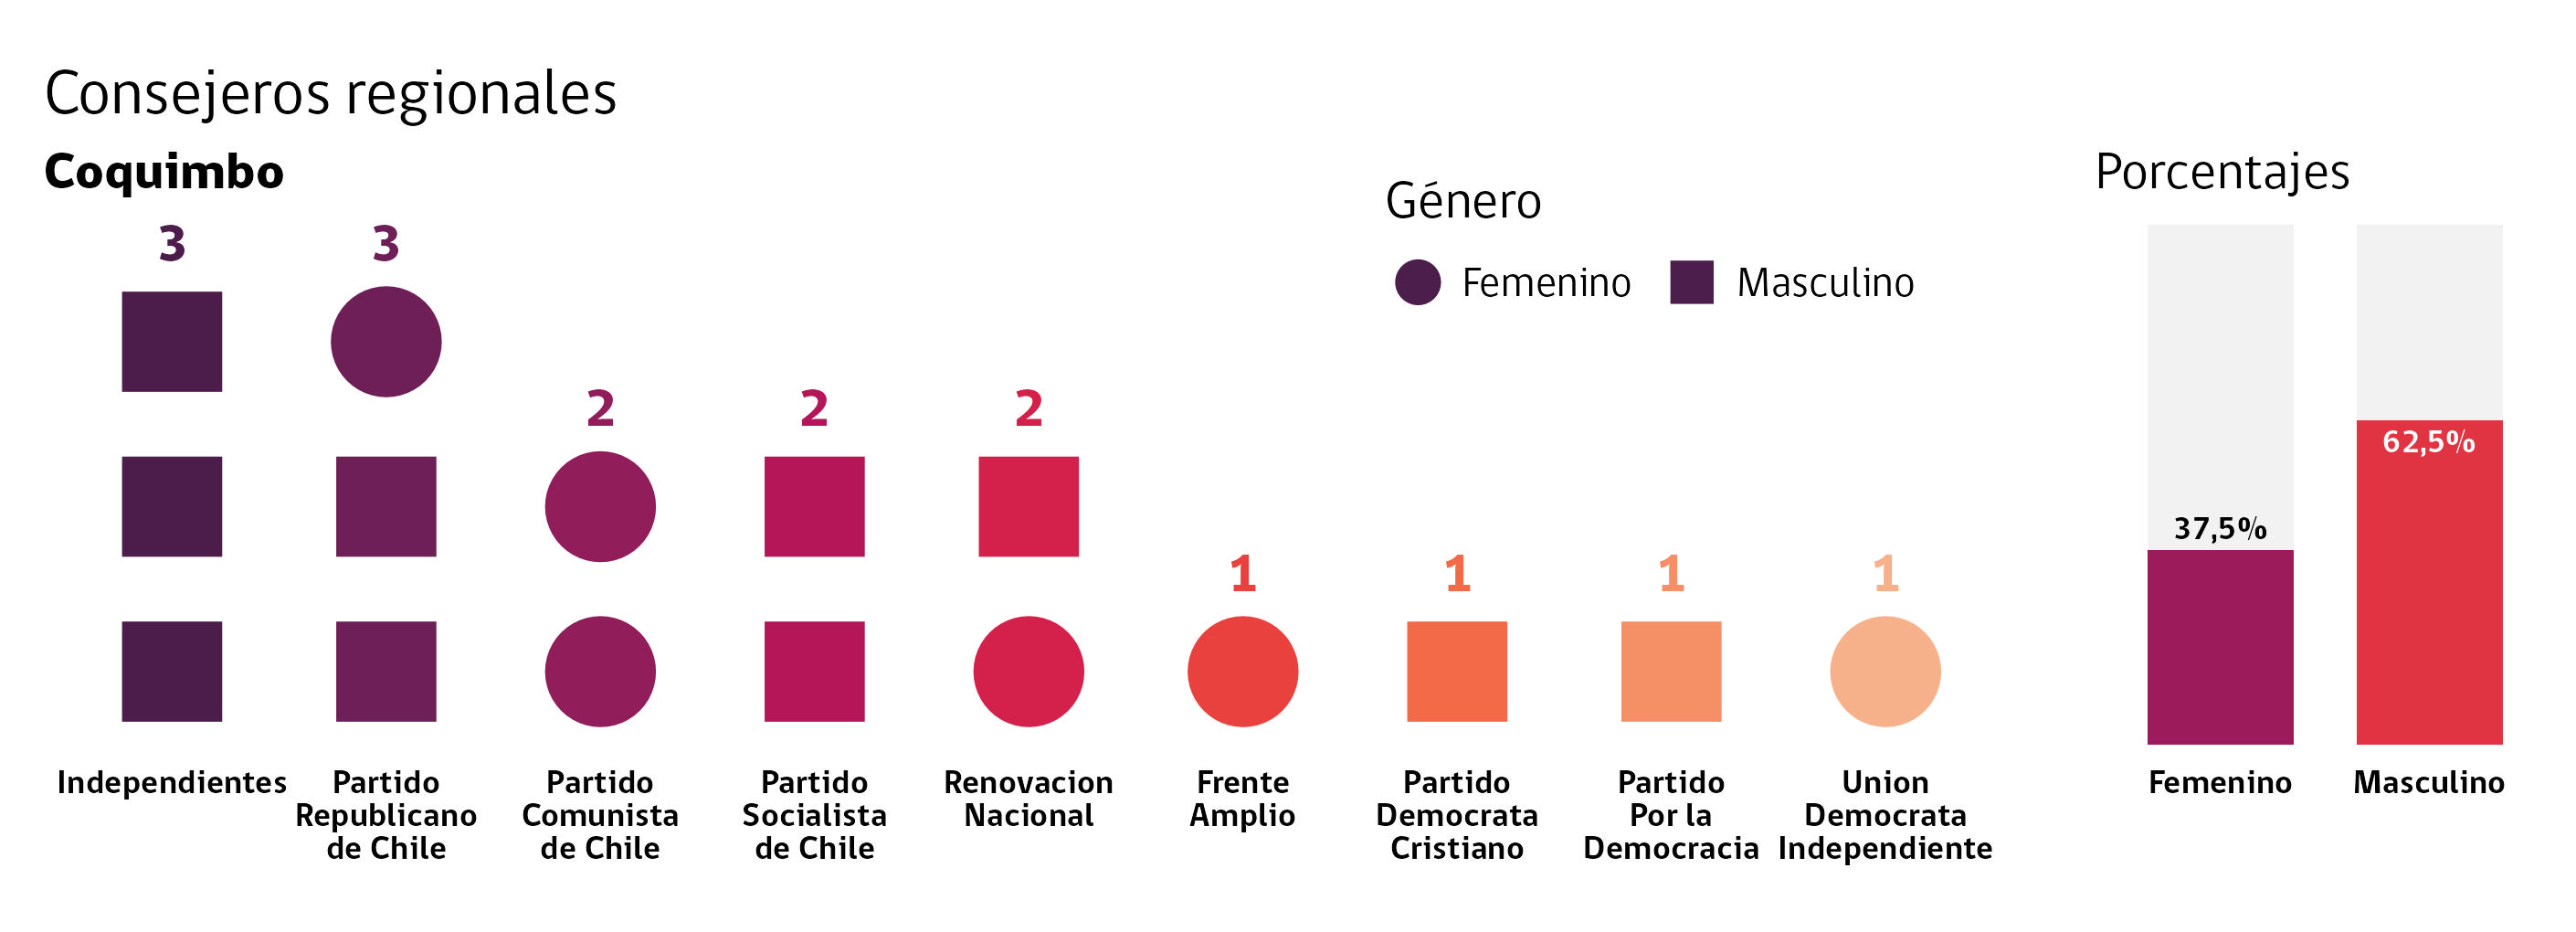 Consejeros regionales
Coquimbo
3
3
2
2
2
1
1
1
1
Independientes
Partido
Republicano
de Chile
Partido
Comunista
de Chile
Partido
Socialista
de Chile
Renovacion
Nacional
Frente
Amplio
Partido
Democrata
Cristiano
Partido
Por la
Democracia
Union
Democrata
Independiente
Género
Femenino
Masculino
Porcentajes
37,5%
62,5%
Femenino
Masculino